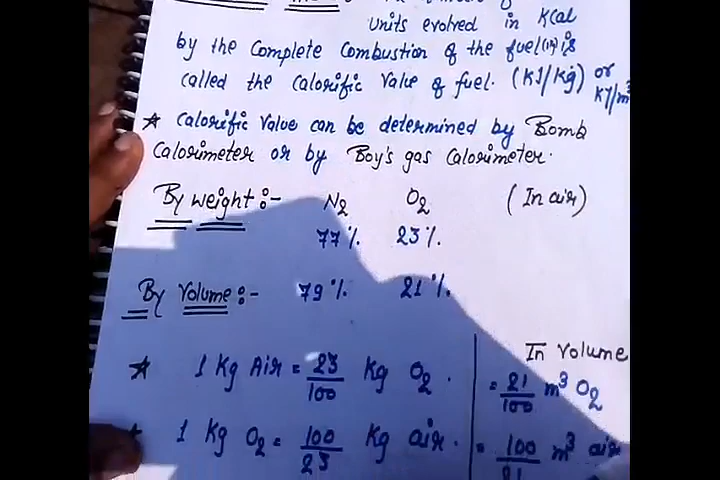 units evolved in Kcal
by the Complete Combustion of the fuel is
called the Calorific Value of fuel. (KJ/Kg) or
KJ/m³
* Calorific Value can be determined by Bomb
Calorimeter or by Boy's gas Calorimeter.
By weight :- N2 O2 (In air)
77% 23%
By Volume :- 79% 21%
In Volume
* 1 Kg Air = 23/100 Kg O2 . = 21/100 m³ O2
* 1 Kg O2 = 100/23 Kg air. = 100/21 m³ air